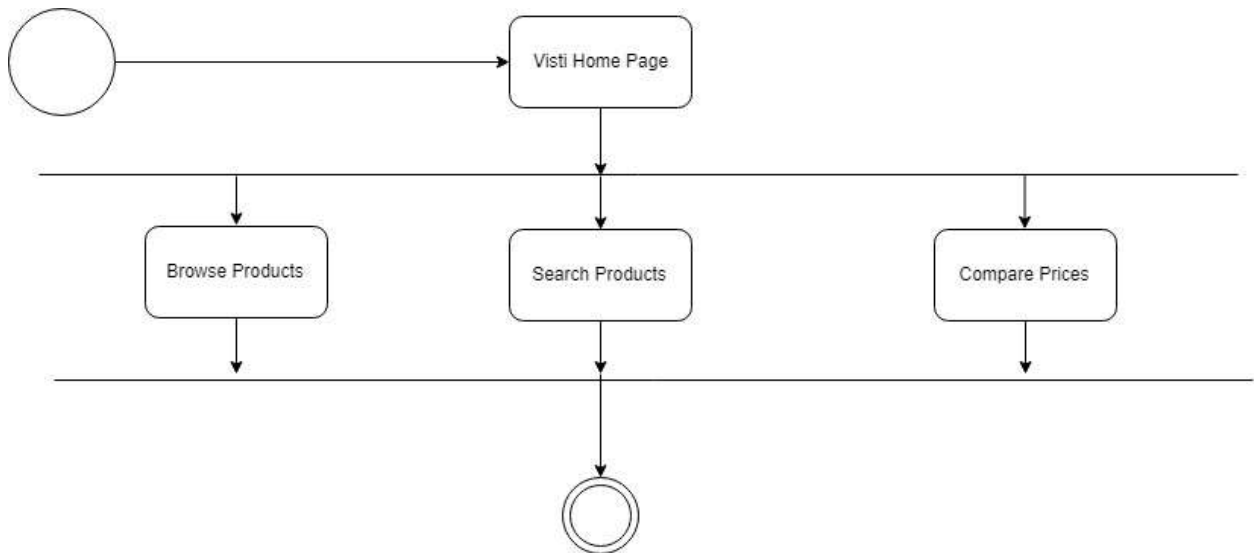 Visti Home Page
Browse Products
Search Products
Compare Prices